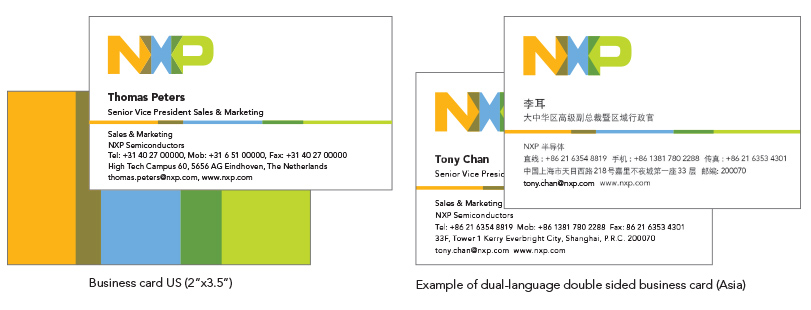 NXP
Thomas Peters
Senior Vice President Sales & Marketing
Sales & Marketing
NXP Semiconductors
Tel: +31 40 27 00000, Mob: +31 6 51 00000, Fax: +31 40 27 00000
High Tech Campus 60, 5656 AG Eindhoven, The Netherlands
thomas.peters@nxp.com, www.nxp.com
Business card US (2”x3.5”)
NX
Tony Chan
Senior Vice
Sales & Marketing
NXP Semiconductors
Tel: +86 21 6354 8819 Mob: +86 1381 780 2288 Fax: 86 21 6353 4301
33F, Tower 1 Kerry Everbright City, Shanghai, P.R.C. 200070
tony.chan@nxp.com www.nxp.com
NXP
李耳
大中华区高级副总裁暨区域行政官
NXP 半导体
直线 : +86 21 6354 8819 手机 : +86 1381 780 2288 传真 : +86 21 6353 4301
中国上海市天目西路218号嘉里不夜城第一座33 层 邮编: 200070
tony.chan@nxp.com www.nxp.com
Example of dual-language double sided business card (Asia)